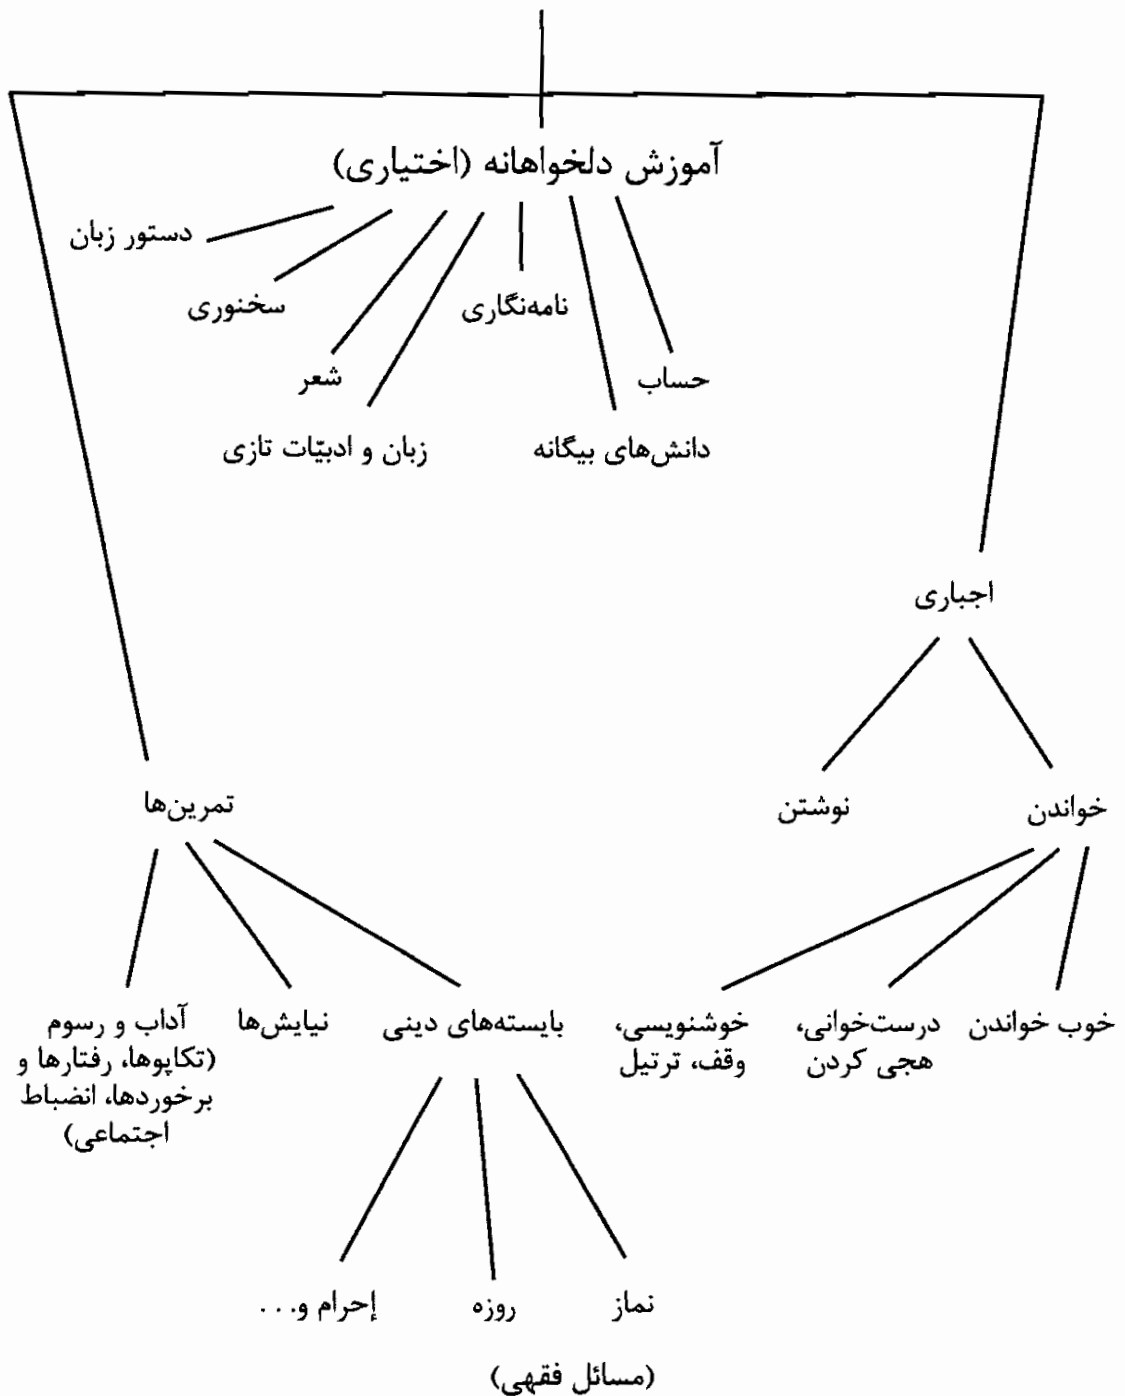 آموزش دلخواهانه (اختیاری)
دستور زبان
سخنوری
نامه‌نگاری
شعر
حساب
زبان و ادبیّات تازی
دانش‌های بیگانه
اجباری
تمرین‌ها
نوشتن
خواندن
خوب خواندن
درست‌خوانی،
هجی کردن
خوشنویسی،
وقف، ترتیل
بایسته‌های دینی
نیایش‌ها
آداب و رسوم
(تکاپوها، رفتارها و
برخوردها، انضباط
اجتماعی)
نماز
روزه
إحرام و...
(مسائل فقهی)